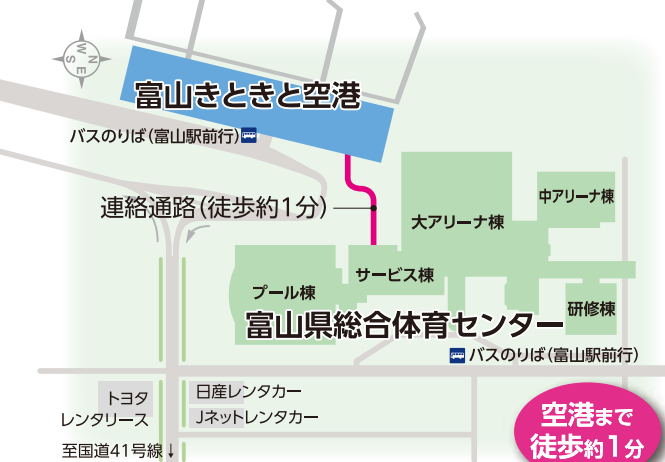 W
N
S
E
富山きときと空港
バスのりば（富山駅前行）
連絡通路（徒歩約1分）
大アリーナ棟
中アリーナ棟
サービス棟
プール棟
研修棟
富山県総合体育センター
バスのりば（富山駅前行）
トヨタ
レンタリース
日産レンタカー
Jネットレンタカー
至国道41号線↓
空港まで
徒歩約1分